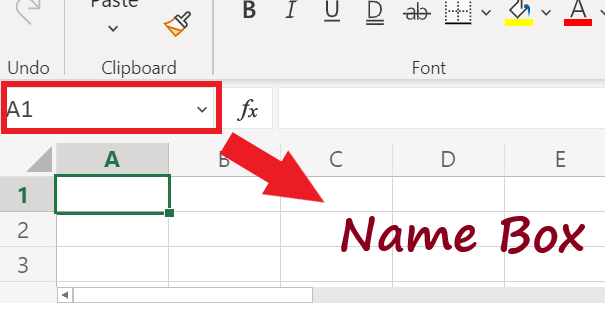 Paste
B I U D ab A
Undo Clipboard Font
A1 fx
A B C D E
1
2 Name Box
3